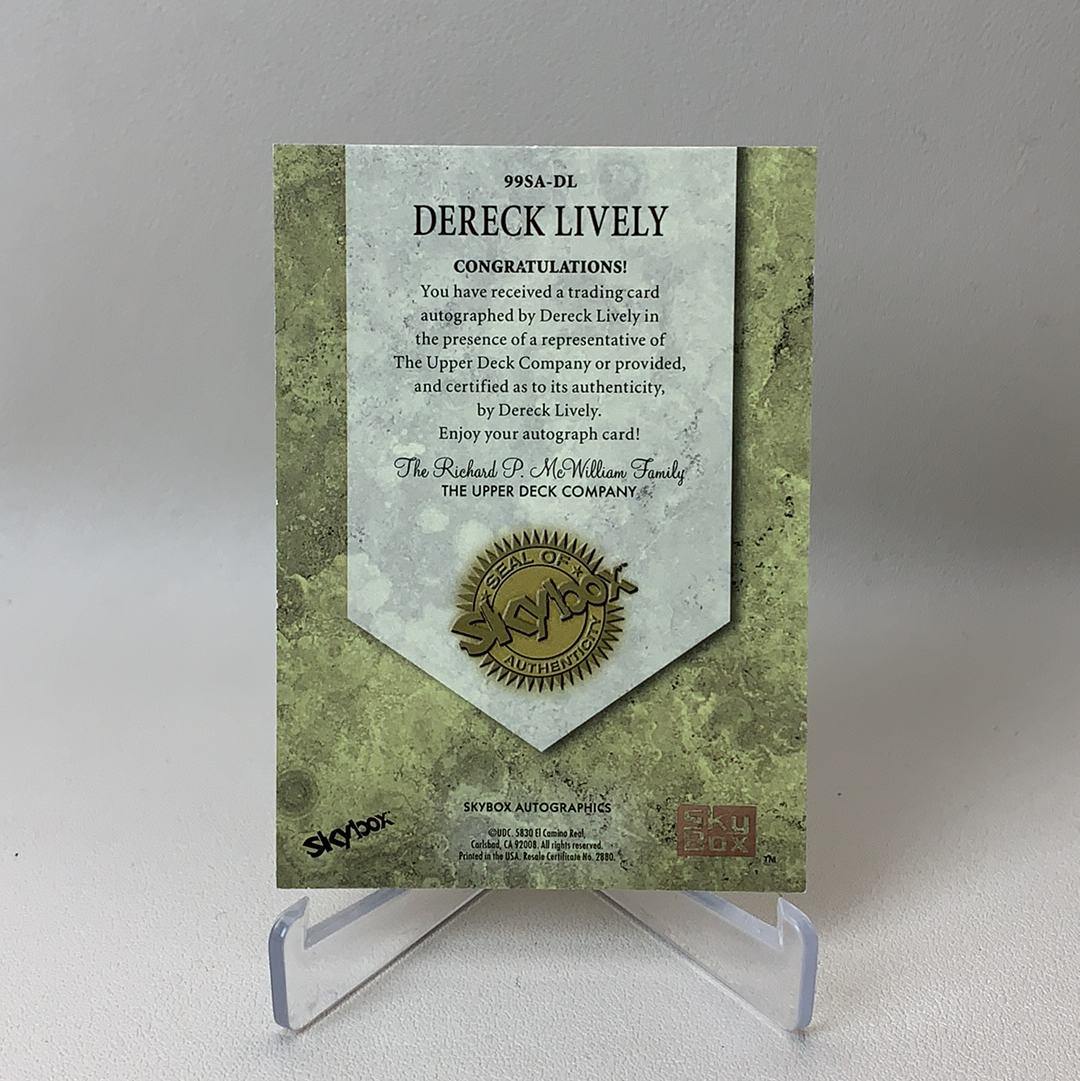 99SA-DL
DERECK LIVELY
CONGRATULATIONS!
You have received a trading card
autographed by Dereck Lively in
the presence of a representative of
The Upper Deck Company or provided,
and certified as to its authenticity,
by Dereck Lively.
Enjoy your autograph card!
The Richard P. McWilliam Family
THE UPPER DECK COMPANY
SEAL OF
Skybox
AUTHENTICITY
SKYBOX AUTOGRAPHICS
skybox
©UDC. 5830 El Camino Real,
Carlsbad, CA 92008. All rights reserved.
Printed in the USA. Resale Certificate No. 2880.
Sky
Box
TM